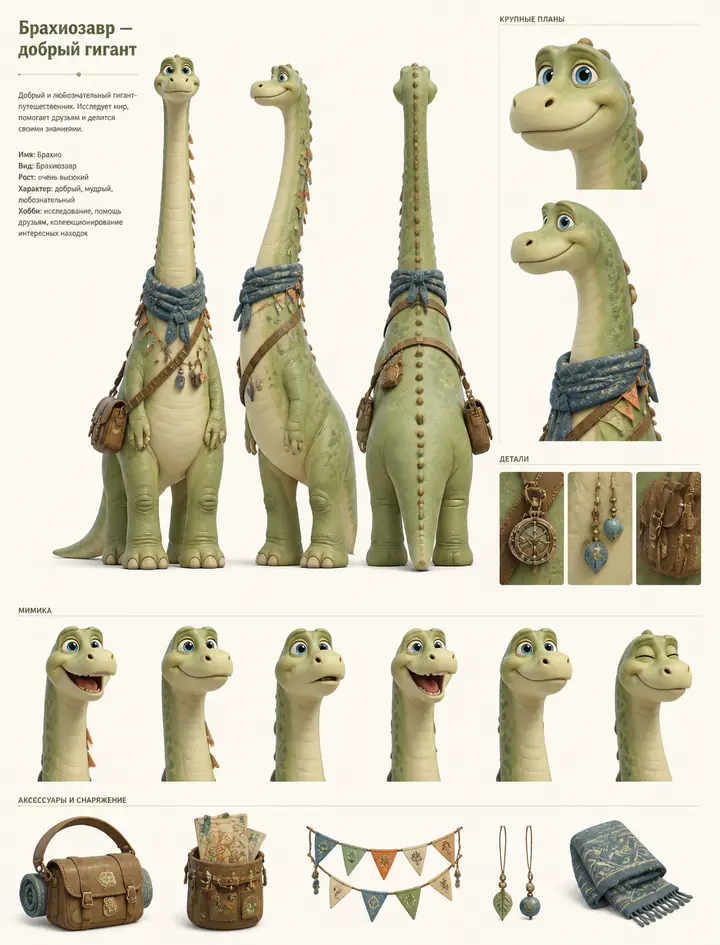 Брахиозавр —
добрый гигант
Добрый и любознательный гигант-
путешественник. Исследует мир,
помогает друзьям и делится
своими знаниями.
Имя: Брахио
Вид: Брахиозавр
Рост: очень высокий
Характер: добрый, мудрый,
любознательный
Хобби: исследование, помощь
друзьям, колеекционирование
интересных находок
КРУПНЫЕ ПЛАНЫ
ДЕТАЛИ
МИМИКА
АКСЕССУАРЫ И СНАРЯЖЕНИЕ